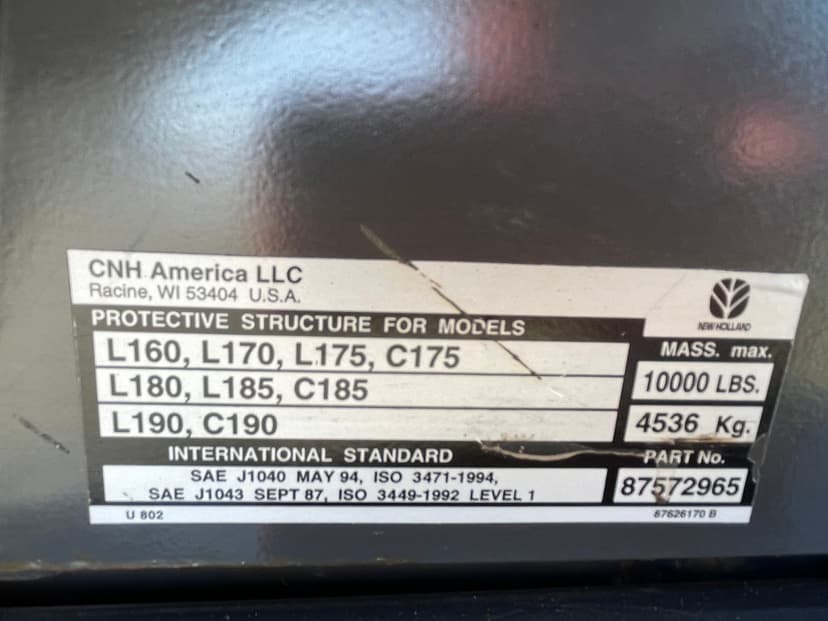 CNH America LLC
Racine, WI 53404 U.S.A.
NEW HOLLAND
PROTECTIVE STRUCTURE FOR MODELS
L160, L170, L175, C175
L180, L185, C185
L190, C190
MASS. max.
10000 LBS.
4536 Kg.
INTERNATIONAL STANDARD
SAE J1040 MAY 94, ISO 3471-1994,
SAE J1043 SEPT 87, ISO 3449-1992 LEVEL 1
PART No.
87572965
U 802
87626170 B